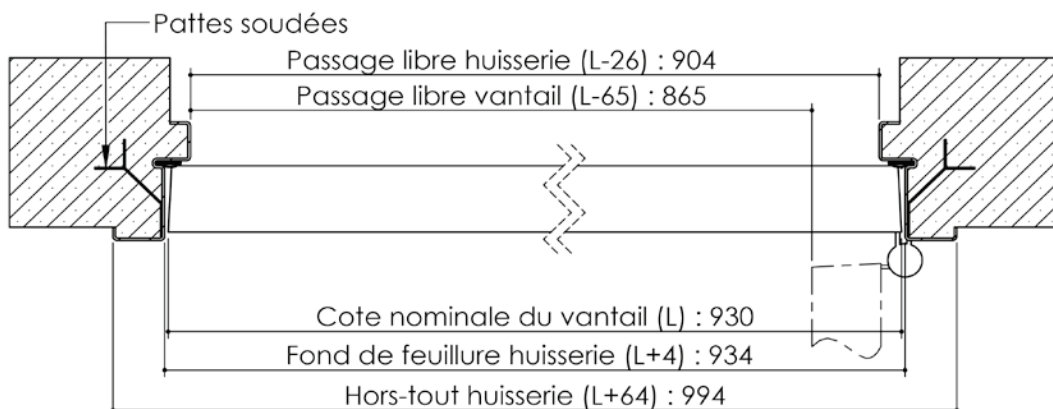 Pattes soudées
Passage libre huisserie (L-26) : 904
Passage libre vantail (L-65) : 865
Cote nominale du vantail (L) : 930
Fond de feuillure huisserie (L+4) : 934
Hors-tout huisserie (L+64) : 994